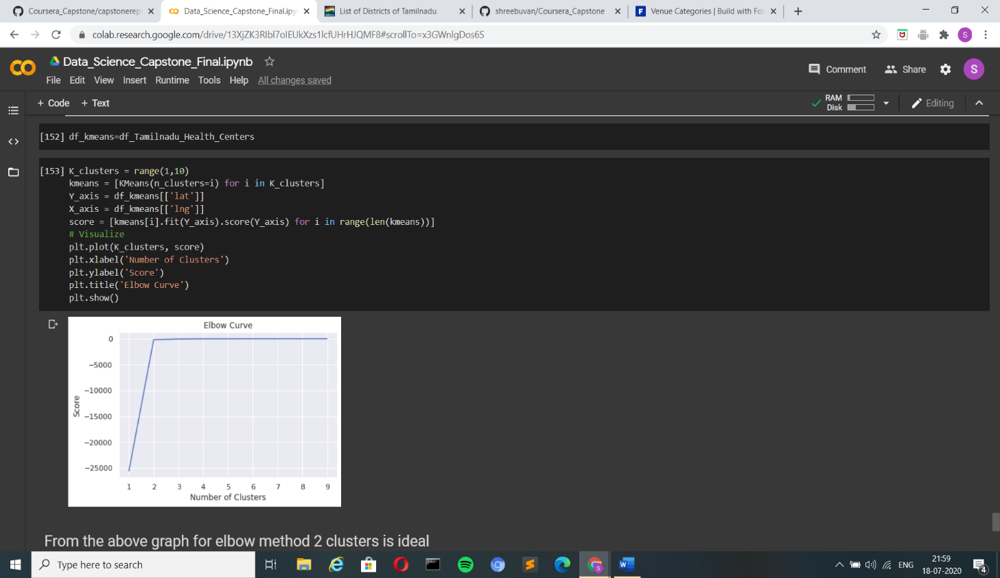 Coursera_Capstone/capstonerep
Data_Science_Capstone_Final.ipy
List of Districts of Tamilnadu
shreebuvan/Coursera_Capstone
Venue Categories | Build with Fou
colab.research.google.com/drive/13XjZK3RIbl7oIEUkXzs1lcfUHrHJQMF8#scrollTo=x3GWnlgDos6S
S
Data_Science_Capstone_Final.ipynb
Comment
Share
S
File Edit View Insert Runtime Tools Help All changes saved
+ Code + Text
RAM
Disk
Editing
[152] df_kmeans=df_Tamilnadu_Health_Centers
[153] K_clusters = range(1,10)
kmeans = [KMeans(n_clusters=i) for i in K_clusters]
Y_axis = df_kmeans[['lat']]
X_axis = df_kmeans[['lng']]
score = [kmeans[i].fit(Y_axis).score(Y_axis) for i in range(len(kmeans))]
# Visualize
plt.plot(K_clusters, score)
plt.xlabel('Number of Clusters')
plt.ylabel('Score')
plt.title('Elbow Curve')
plt.show()
Elbow Curve
0
−5000
−10000
−15000
−20000
−25000
Score
1 2 3 4 5 6 7 8 9
Number of Clusters
From the above graph for elbow method 2 clusters is ideal
Type here to search
ENG
21:59
18-07-2020
4